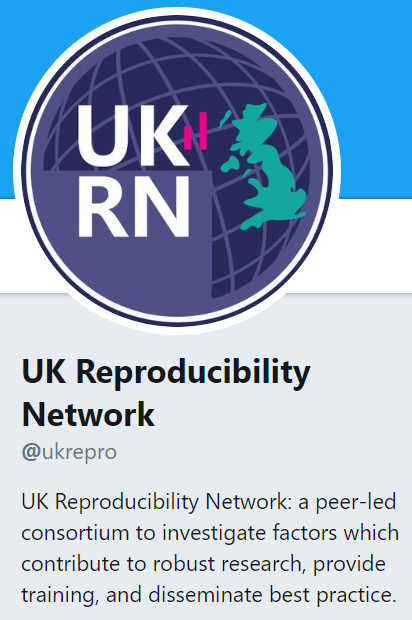 UK
RN
UK Reproducibility
Network
@ukrepro
UK Reproducibility Network: a peer-led
consortium to investigate factors which
contribute to robust research, provide
training, and disseminate best practice.